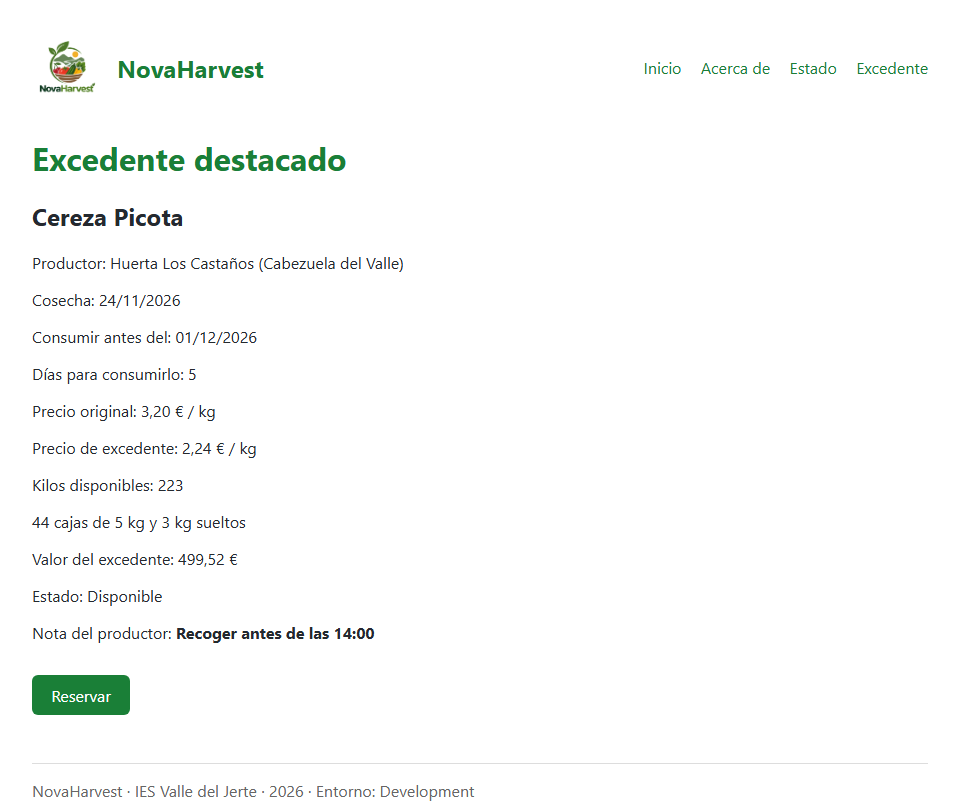 NovaHarvest
NovaHarvest
Inicio Acerca de Estado Excedente
Excedente destacado
Cereza Picota
Productor: Huerta Los Castaños (Cabezuela del Valle)
Cosecha: 24/11/2026
Consumir antes del: 01/12/2026
Días para consumirlo: 5
Precio original: 3,20 € / kg
Precio de excedente: 2,24 € / kg
Kilos disponibles: 223
44 cajas de 5 kg y 3 kg sueltos
Valor del excedente: 499,52 €
Estado: Disponible
Nota del productor: Recoger antes de las 14:00
Reservar
NovaHarvest · IES Valle del Jerte · 2026 · Entorno: Development